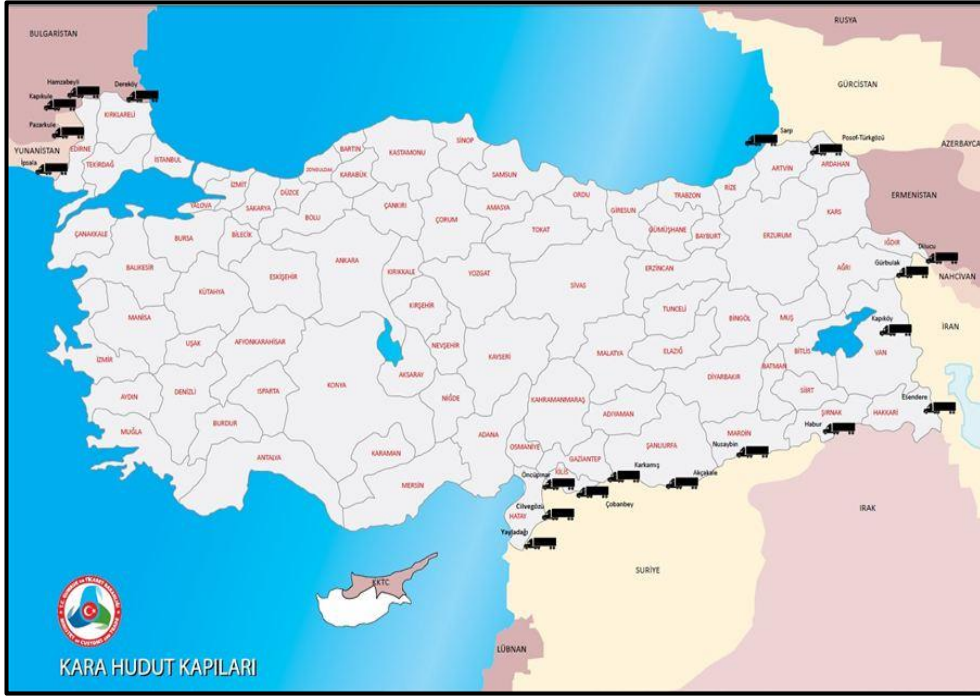 BULGARİSTAN
RUSYA
GÜRCİSTAN
Hamzabeyli
Dereköy
Kapıkule
KIRKLARELİ
Pazarkule
YUNANİSTAN
EDİRNE
TEKİRDAĞ
İSTANBUL
İpsala
Sarp
Posof-Türkgözü
AZERBAYCA
SİNOP
BARTIN
KASTAMONU
ZONGULDAK
KARABÜK
SAMSUN
ARTVİN
ARDAHAN
ERMENİSTAN
YALOVA
İZMİT
DÜZCE
SAKARYA
BOLU
ÇANKIRI
AMASYA
ORDU
GİRESUN
TRABZON
RİZE
KARS
ÇANAKKALE
BURSA
BİLECİK
ÇORUM
TOKAT
GÜMÜŞHANE
BAYBURT
ERZURUM
IĞDIR
Dilucu
NAHCİVAN
BALIKESİR
ESKİŞEHİR
ANKARA
KIRIKKALE
YOZGAT
SİVAS
ERZİNCAN
AĞRI
Gürbulak
KÜTAHYA
KIRŞEHİR
TUNCELİ
BİNGÖL
MUŞ
Kapıköy
İRAN
MANİSA
UŞAK
AFYONKARAHİSAR
NEVŞEHİR
KAYSERİ
MALATYA
ELAZIĞ
BİTLİS
VAN
İZMİR
AKSARAY
DİYARBAKIR
BATMAN
SİİRT
AYDIN
DENİZLİ
ISPARTA
KONYA
NİĞDE
KAHRAMANMARAŞ
ADIYAMAN
Esendere
MUĞLA
BURDUR
ŞIRNAK
HAKKARİ
Habur
ADANA
MARDİN
Nusaybin
ANTALYA
KARAMAN
OSMANİYE
GAZİANTEP
ŞANLIURFA
MERSİN
Öncüpınar
KİLİS
Karkamış
Akçakale
Çobanbey
Cilvegözü
HATAY
Yayladağı
IRAK
SURİYE
KKTC
LÜBNAN
KARA HUDUT KAPILARI